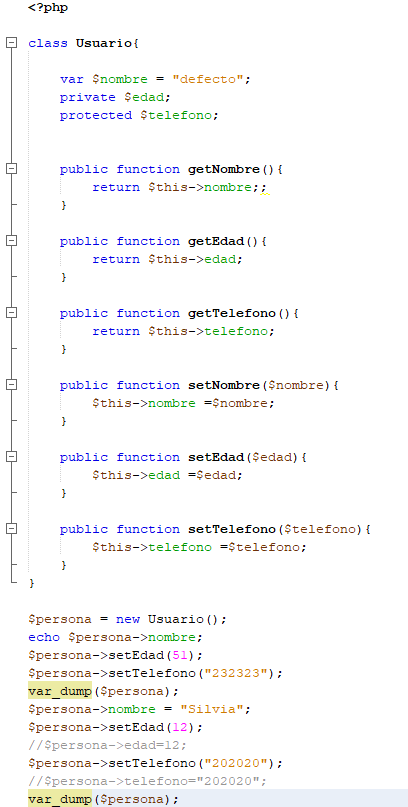 <?php
class Usuario{
var $nombre = "defecto";
private $edad;
protected $telefono;
public function getNombre(){
return $this->nombre;;
}
public function getEdad(){
return $this->edad;
}
public function getTelefono(){
return $this->telefono;
}
public function setNombre($nombre){
$this->nombre =$nombre;
}
public function setEdad($edad){
$this->edad =$edad;
}
public function setTelefono($telefono){
$this->telefono =$telefono;
}
}
$persona = new Usuario();
echo $persona->nombre;
$persona->setEdad(51);
$persona->setTelefono("232323");
var_dump($persona);
$persona->nombre = "Silvia";
$persona->setEdad(12);
//$persona->edad=12;
$persona->setTelefono("202020");
//$persona->telefono="202020";
var_dump($persona);